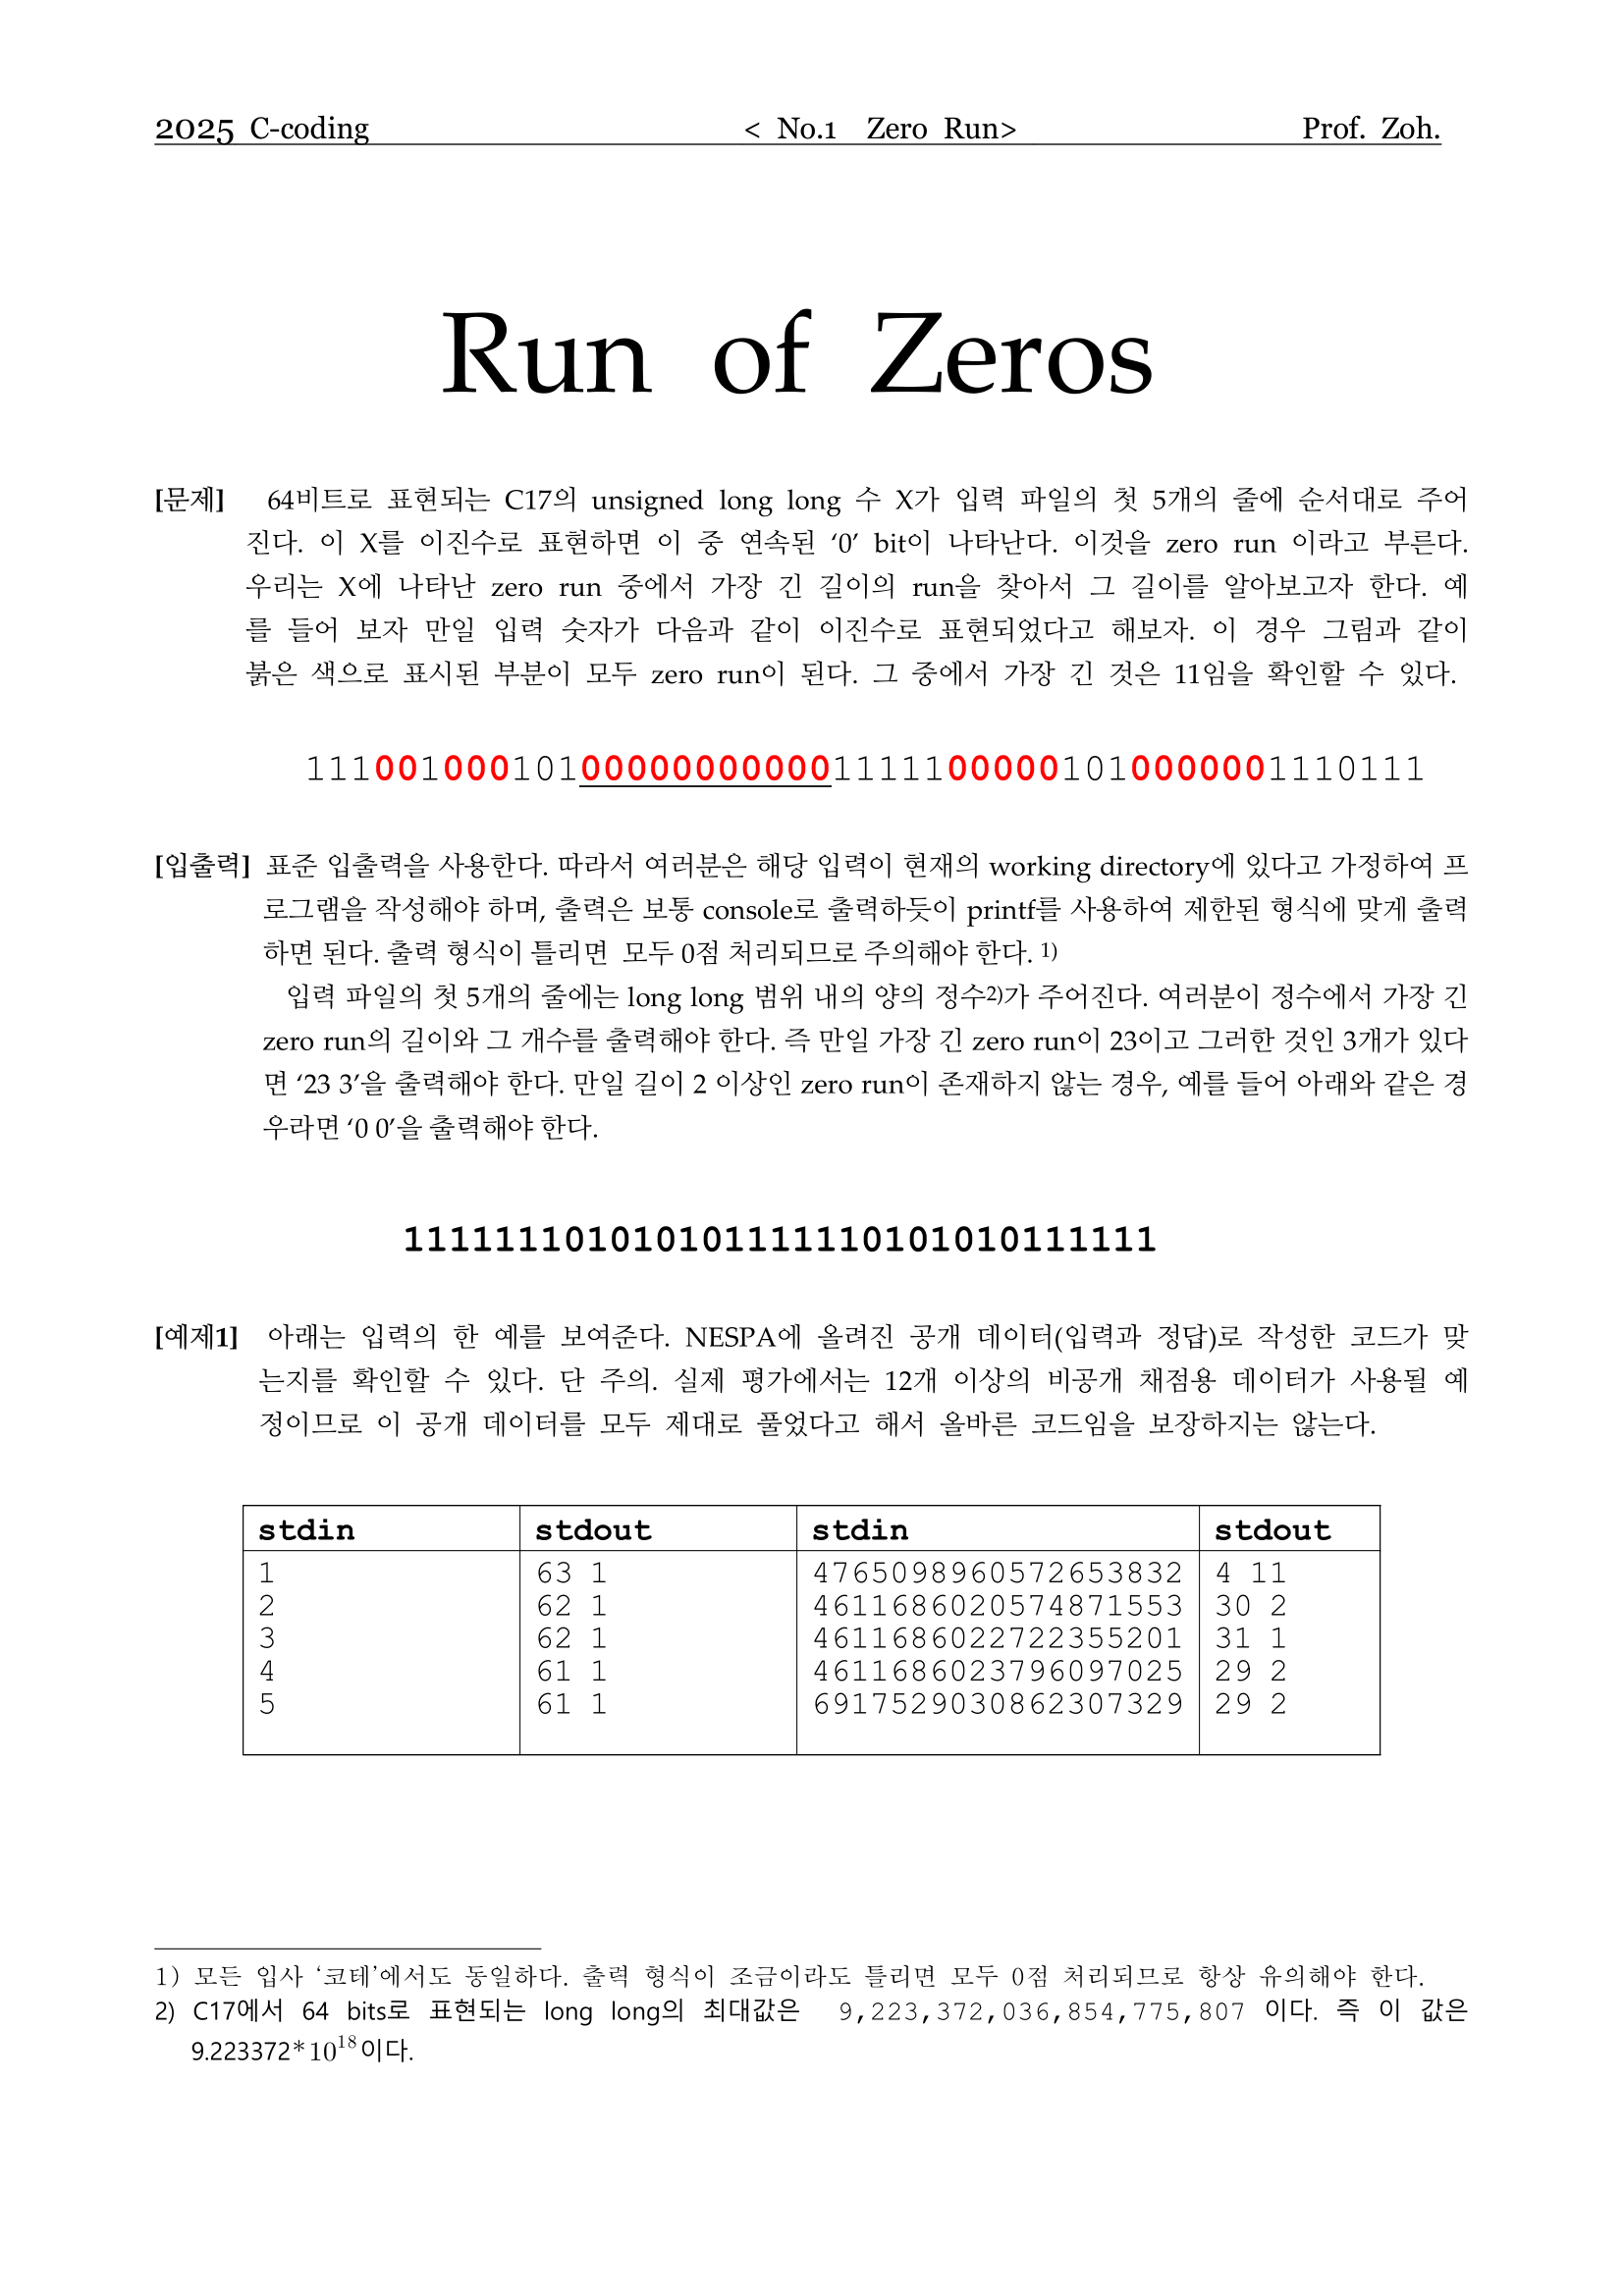 2025 C-coding < No.1 Zero Run> Prof. Zoh.
Run of Zeros
[문제] 64비트로 표현되는 C17의 unsigned long long 수 X가 입력 파일의 첫 5개의 줄에 순서대로 주어
진다. 이 X를 이진수로 표현하면 이 중 연속된 ‘0’ bit이 나타난다. 이것을 zero run 이라고 부른다.
우리는 X에 나타난 zero run 중에서 가장 긴 길이의 run을 찾아서 그 길이를 알아보고자 한다. 예
를 들어 보자 만일 입력 숫자가 다음과 같이 이진수로 표현되었다고 해보자. 이 경우 그림과 같이
붉은 색으로 표시된 부분이 모두 zero run이 된다. 그 중에서 가장 긴 것은 11임을 확인할 수 있다.
1110010001010000000000011111000001010000001110111
[입출력] 표준 입출력을 사용한다. 따라서 여러분은 해당 입력이 현재의 working directory에 있다고 가정하여 프
로그램을 작성해야 하며, 출력은 보통 console로 출력하듯이 printf를 사용하여 제한된 형식에 맞게 출력
하면 된다. 출력 형식이 틀리면 모두 0점 처리되므로 주의해야 한다. 1)
입력 파일의 첫 5개의 줄에는 long long 범위 내의 양의 정수2)가 주어진다. 여러분이 정수에서 가장 긴
zero run의 길이와 그 개수를 출력해야 한다. 즉 만일 가장 긴 zero run이 23이고 그러한 것인 3개가 있다
면 ‘23 3’을 출력해야 한다. 만일 길이 2 이상인 zero run이 존재하지 않는 경우, 예를 들어 아래와 같은 경
우라면 ‘0 0’을 출력해야 한다.
111111101010101111110101010111111
[예제1] 아래는 입력의 한 예를 보여준다. NESPA에 올려진 공개 데이터(입력과 정답)로 작성한 코드가 맞
는지를 확인할 수 있다. 단 주의. 실제 평가에서는 12개 이상의 비공개 채점용 데이터가 사용될 예
정이므로 이 공개 데이터를 모두 제대로 풀었다고 해서 올바른 코드임을 보장하지는 않는다.
stdin stdout stdin stdout
1 63 1 4765098960572653832 4 11
2 62 1 4611686020574871553 30 2
3 62 1 4611686022722355201 31 1
4 61 1 4611686023796097025 29 2
5 61 1 6917529030862307329 29 2
1) 모든 입사 ‘코테’에서도 동일하다. 출력 형식이 조금이라도 틀리면 모두 0점 처리되므로 항상 유의해야 한다.
2) C17에서 64 bits로 표현되는 long long의 최대값은 9,223,372,036,854,775,807 이다. 즉 이 값은
9.223372*10^18이다.